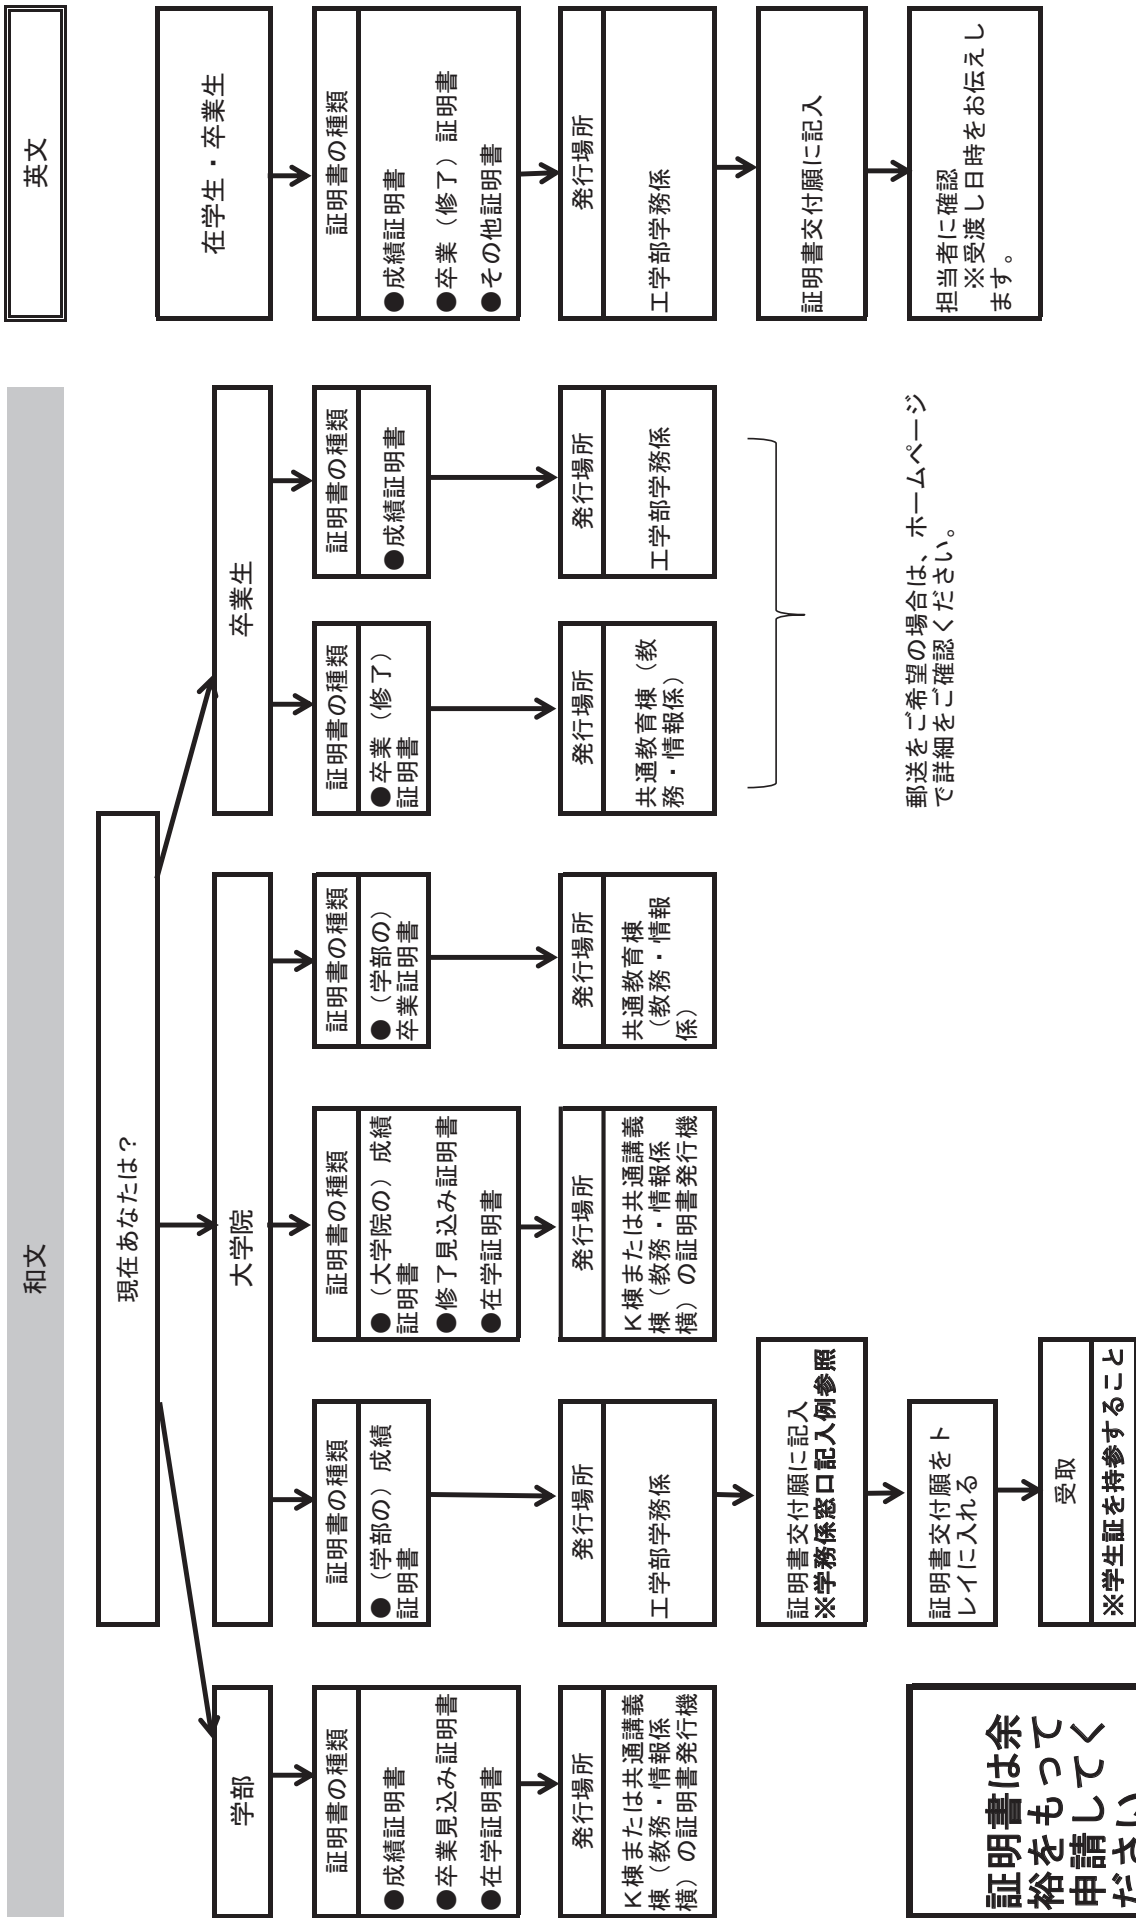 和文
現在あなたは？
学部
証明書の種類
●成績証明書
●卒業見込み証明書
●在学証明書
発行場所
Ｋ棟または共通講義
棟（教務・情報係
横）の証明書発行機
大学院
証明書の種類
●（学部の）成績
証明書
発行場所
工学部学務係
証明書交付願に記入
※学務係窓口記入例参照
証明書交付願をト
レイに入れる
受取
※学生証を持参すること
証明書の種類
●（大学院の）成績
証明書
●修了見込み証明書
●在学証明書
発行場所
Ｋ棟または共通講義
棟（教務・情報係
横）の証明書発行機
証明書の種類
●（学部の）
卒業証明書
発行場所
共通教育棟
（教務・情報
係）
卒業生
証明書の種類
●卒業（修了）
証明書
発行場所
共通教育棟（教
務・情報係）
証明書の種類
●成績証明書
発行場所
工学部学務係
郵送をご希望の場合は、ホームページ
で詳細をご確認ください。
英文
在学生・卒業生
証明書の種類
●成績証明書
●卒業（修了）証明書
●その他証明書
発行場所
工学部学務係
証明書交付願に記入
担当者に確認
※受渡し日時をお伝えし
ます。
証明書は余
裕をもって
申請してく
ださい